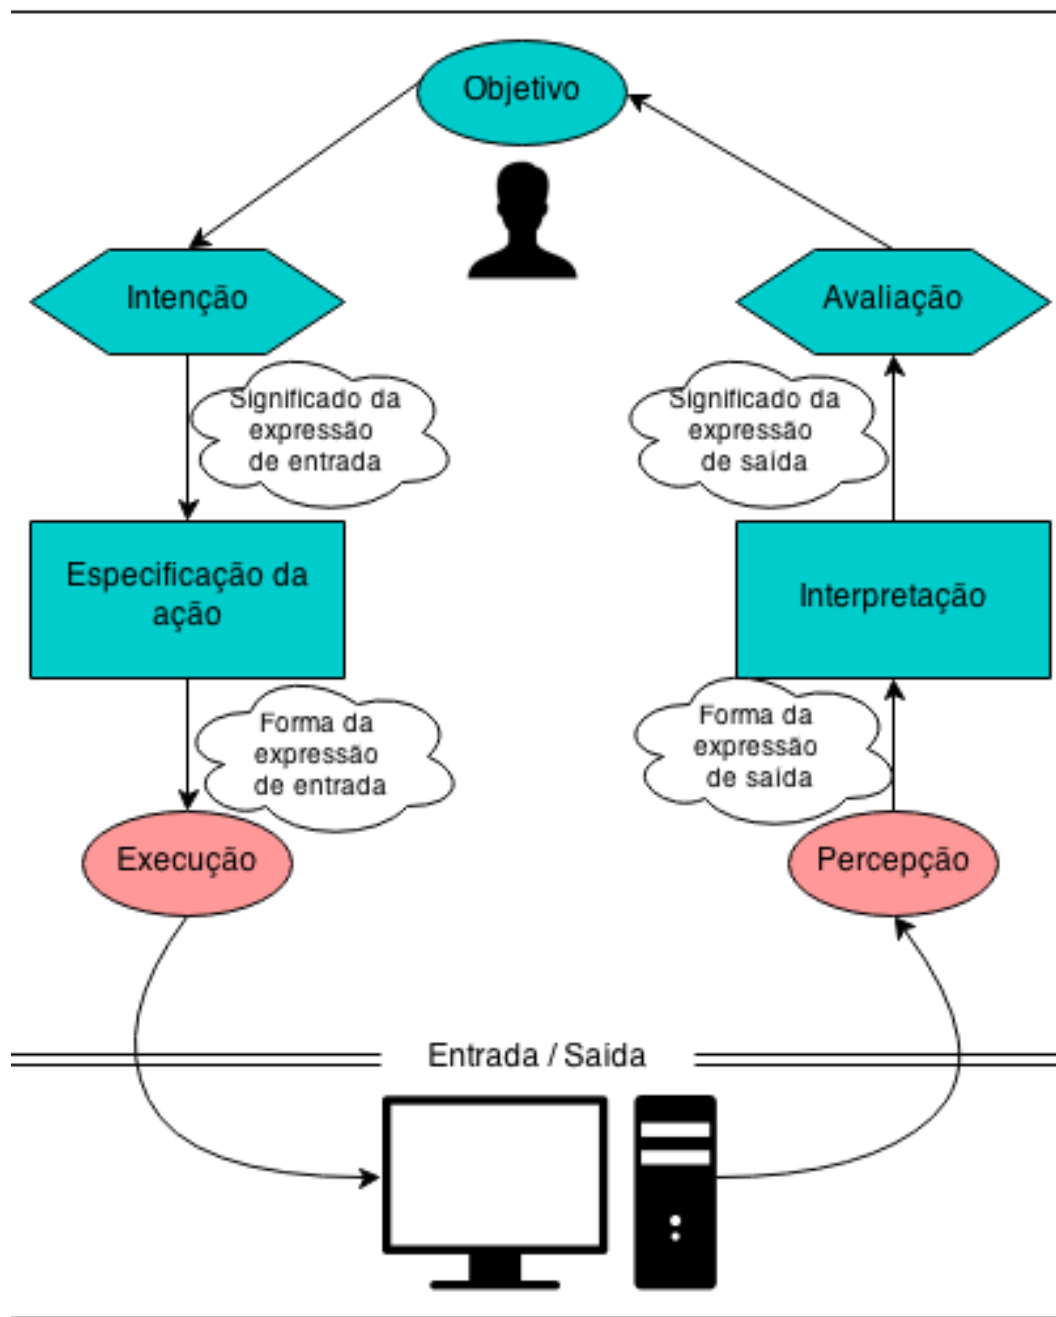 Objetivo
Intenção
Avaliação
Significado da
expressão
de entrada
Significado da
expressão
de saída
Especificação da
ação
Interpretação
Forma da
expressão
de entrada
Forma da
expressão
de saída
Execução
Percepção
Entrada / Saída